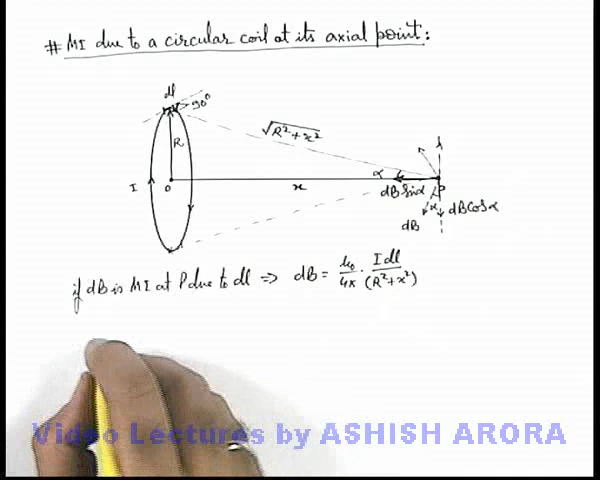 # MI due to a circular coil at its axial point:
dl
90°
√R²+x²
R
I
O
x
α
dB Sinα
P
α
dB
dB Cosα
if dB is MI at P due to dl ⇒ dB = μ₀/4π · I dl/(R²+x²)
Video Lectures by ASHISH ARORA